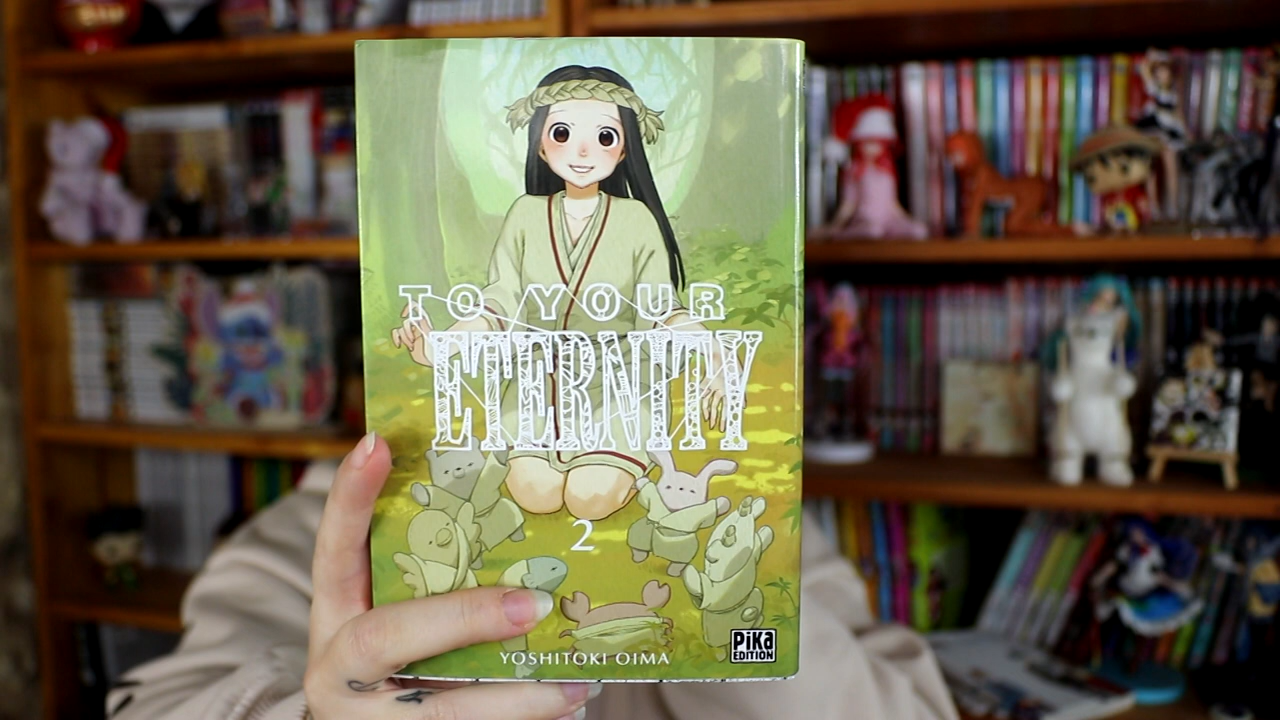 TO YOUR
ETERNITY
2
YOSHITOKI OIMA
PIKA
EDITION